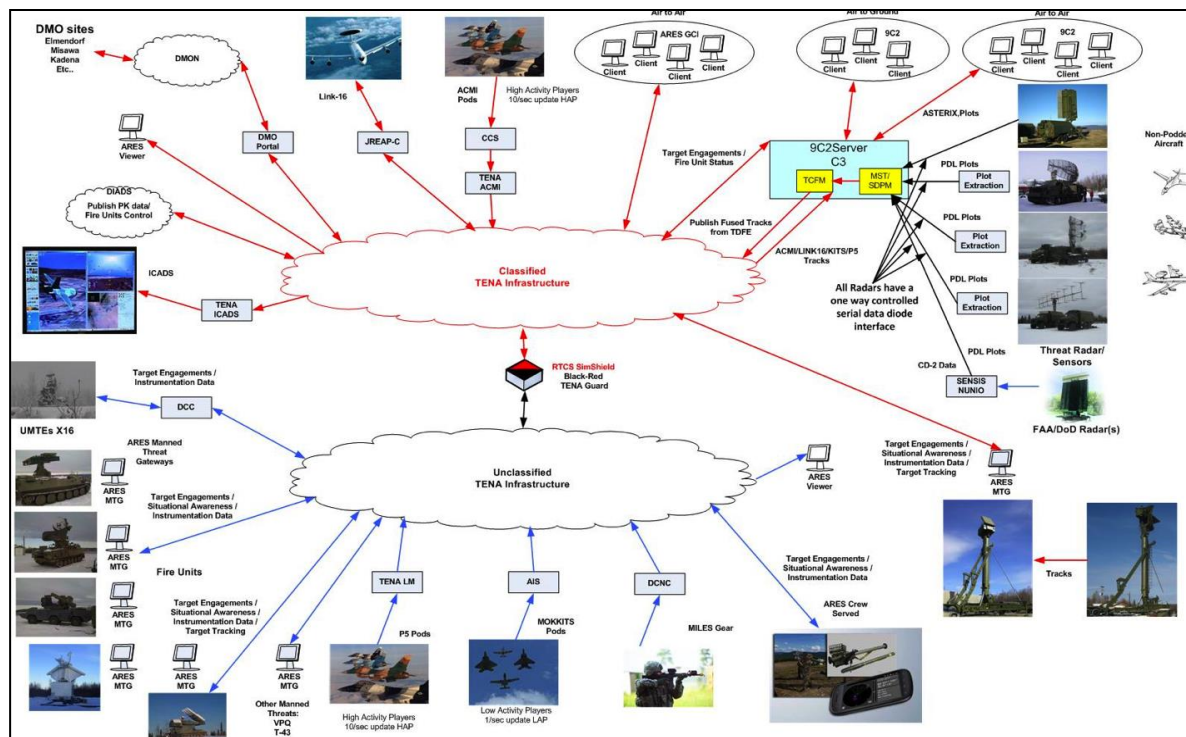 DMO sites
Elmendorf
Misawa
Kadena
Etc..
DMON
Link-16
ACMI
Pods
High Activity Players
10/sec update HAP
Air to Air
ARES GCI
Client
Client
Client
Client
Air to Ground
9C2
Client
Client
Client
Air to Air
9C2
Client
Client
Client
Client
ARES
Viewer
DMO
Portal
JREAP-C
CCS
TENA
ACMI
Target Engagements /
Fire Unit Status
ASTERIX,Plots
9C2Server
C3
TCFM
MST/
SDPM
PDL Plots
Plot
Extraction
PDL Plots
Plot
Extraction
PDL Plots
Plot
Extraction
PDL Plots
Non-Podded
Aircraft
DIADS
Publish PK data/
Fire Units Control
Publish Fused Tracks
from TDFE
ACMI/LINK16/KITS/P5
Tracks
All Radars have a
one way controlled
serial data diode
interface
ICADS
TENA
ICADS
Classified
TENA Infrastructure
Threat Radar/
Sensors
CD-2 Data
SENSIS
NUNIO
FAA/DoD Radar(s)
RTCS SimShield
Black-Red
TENA Guard
Target Engagements /
Instrumentation Data
DCC
UMTEs X16
ARES Manned
Threat
Gateways
ARES
MTG
Target Engagements /
Situational Awareness
/Instrumentation Data
ARES
MTG
Fire Units
ARES
MTG
ARES
MTG
ARES
MTG
Target Engagements /
Situational Awareness /
Instrumentation Data /
Target Tracking
Other Manned
Threats:
VPQ
T-43
Unclassified
TENA Infrastructure
ARES
Viewer
Target Engagements /
Situational Awareness /
Instrumentation Data /
Target Tracking
ARES
MTG
Tracks
TENA LM
P5 Pods
High Activity Players
10/sec update HAP
AIS
MOKKITS
Pods
Low Activity Players
1/sec update LAP
DCNC
MILES Gear
Target Engagements /
Situational Awareness
/Instrumentation Data
ARES Crew
Served